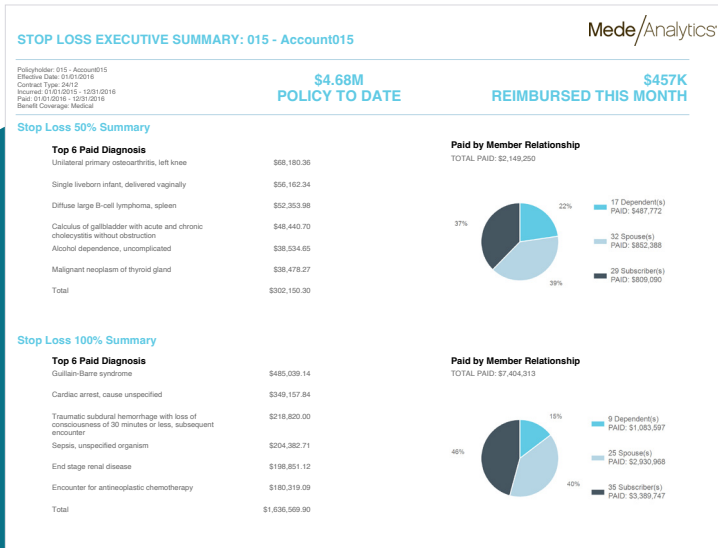 MedeAnalytics
STOP LOSS EXECUTIVE SUMMARY: 015 - Account015
Policyholder: 015 - Account015
Effective Date: 01/01/2016
Contract Type: 24/12
Incurred: 01/01/2015 - 12/31/2016
Paid: 01/01/2016 - 12/31/2016
Benefit Coverage: Medical
$4.68M
POLICY TO DATE
$457K
REIMBURSED THIS MONTH
Stop Loss 50% Summary
Top 6 Paid Diagnosis
Unilateral primary osteoarthritis, left knee $68,180.36
Single liveborn infant, delivered vaginally $56,162.34
Diffuse large B-cell lymphoma, spleen $52,353.98
Calculus of gallbladder with acute and chronic $48,440.70
cholecystitis without obstruction
Alcohol dependence, uncomplicated $38,534.65
Malignant neoplasm of thyroid gland $38,478.27
Total $302,150.30
Paid by Member Relationship
TOTAL PAID: $2,149,250
22%
37%
39%
17 Dependent(s)
PAID: $487,772
32 Spouse(s)
PAID: $852,388
29 Subscriber(s)
PAID: $809,090
Stop Loss 100% Summary
Top 6 Paid Diagnosis
Guillain-Barre syndrome $485,039.14
Cardiac arrest, cause unspecified $349,157.84
Traumatic subdural hemorrhage with loss of $218,820.00
consciousness of 30 minutes or less, subsequent
encounter
Sepsis, unspecified organism $204,382.71
End stage renal disease $198,851.12
Encounter for antineoplastic chemotherapy $180,319.09
Total $1,636,569.90
Paid by Member Relationship
TOTAL PAID: $7,404,313
15%
46%
40%
9 Dependent(s)
PAID: $1,083,597
25 Spouse(s)
PAID: $2,930,968
35 Subscriber(s)
PAID: $3,389,747